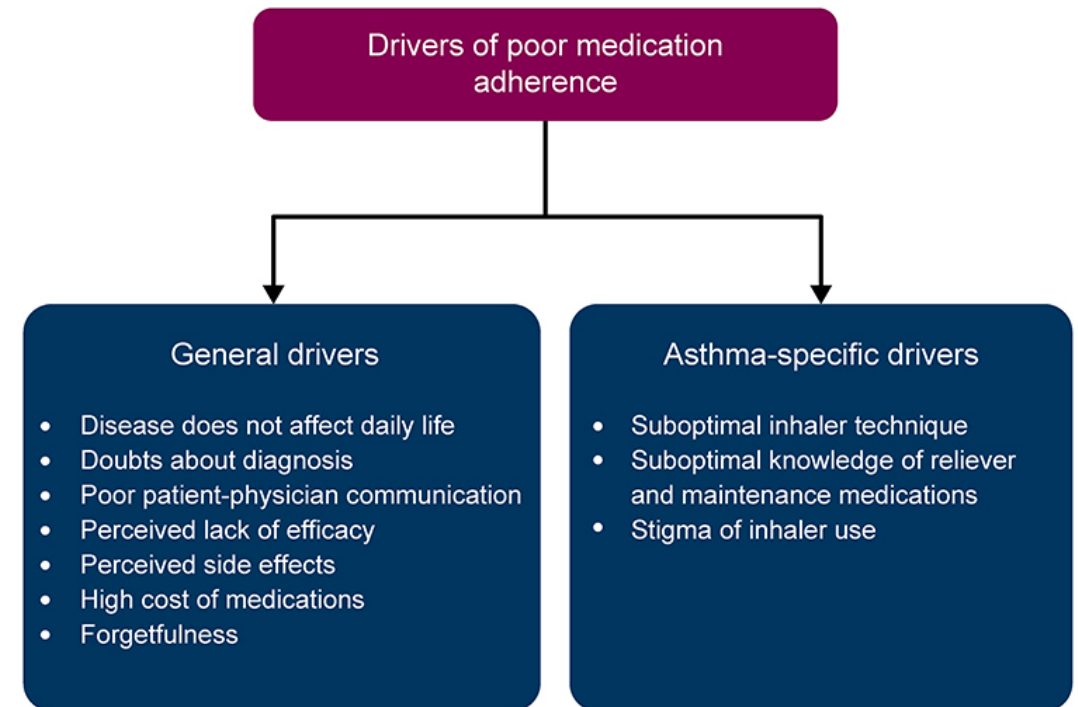 Drivers of poor medication
adherence
General drivers
• Disease does not affect daily life
• Doubts about diagnosis
• Poor patient-physician communication
• Perceived lack of efficacy
• Perceived side effects
• High cost of medications
• Forgetfulness
Asthma-specific drivers
• Suboptimal inhaler technique
• Suboptimal knowledge of reliever
and maintenance medications
• Stigma of inhaler use